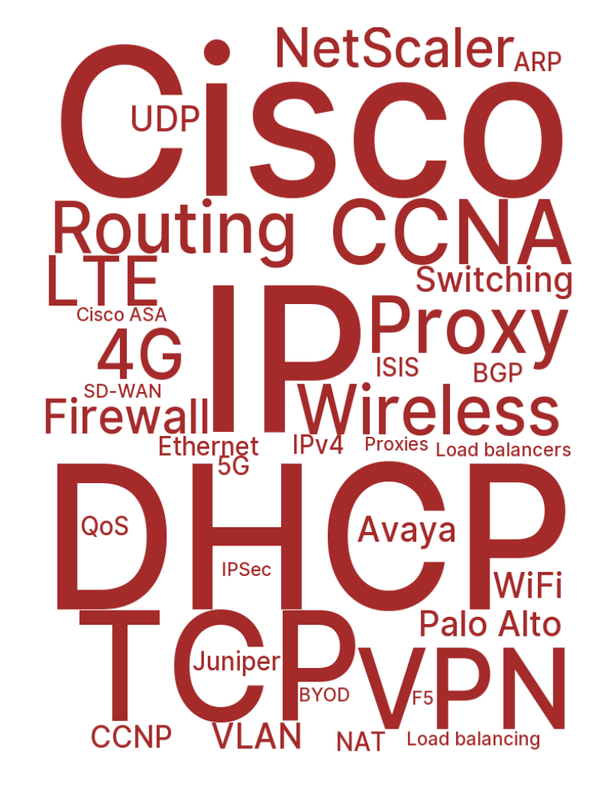 NetScaler
ARP
Cisco
UDP
Routing
CCNA
LTE
Switching
Cisco ASA
IP
Proxy
4G
ISIS
BGP
SD-WAN
Firewall
Wireless
Ethernet
IPv4
Proxies
Load balancers
5G
DHCP
QoS
Avaya
IPSec
WiFi
TCP
Palo Alto
Juniper
VPN
BYOD
F5
CCNP
VLAN
NAT
Load balancing